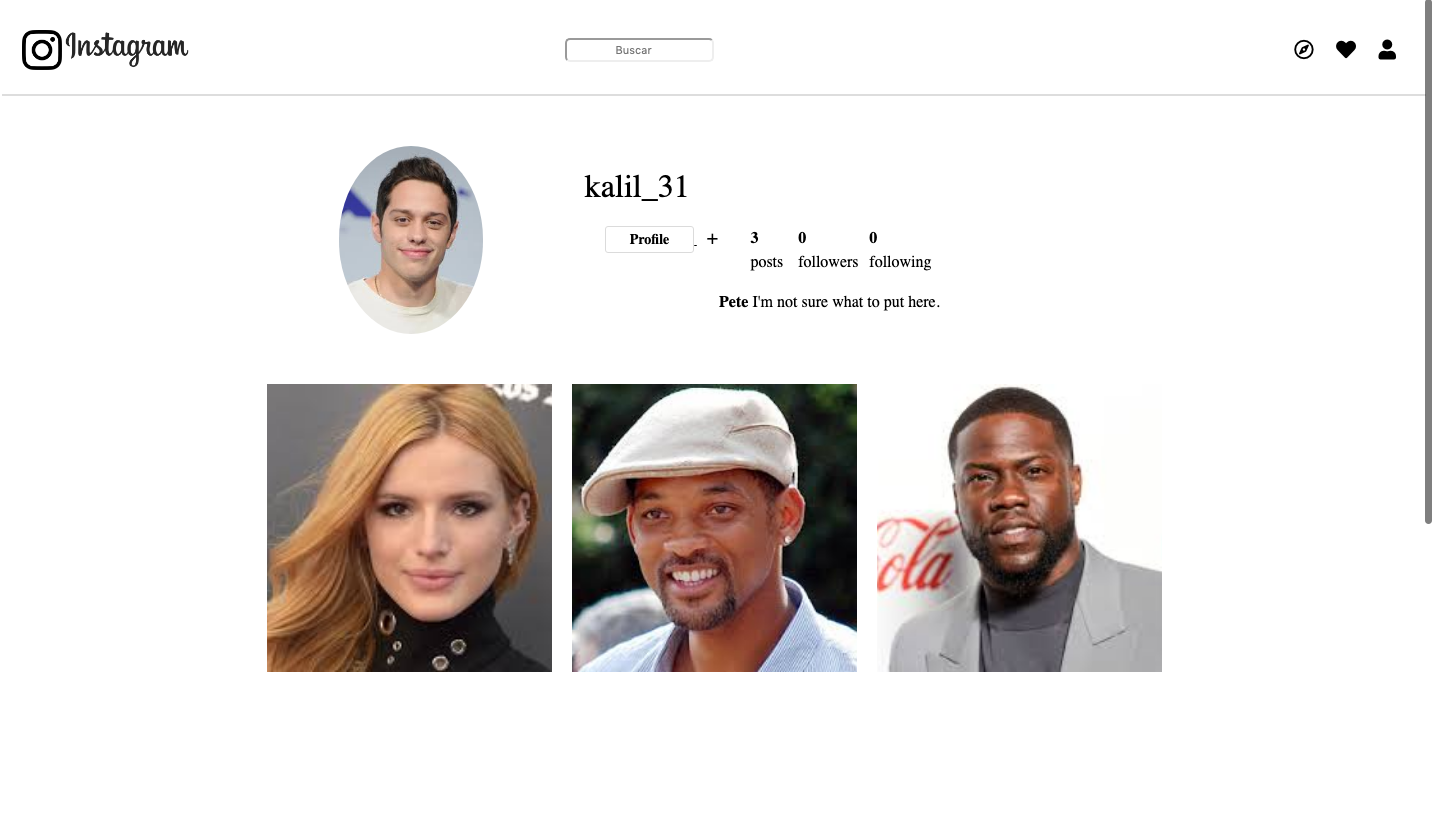 Instagram
Buscar
kalil_31
Profile + 3 0 0
posts followers following
Pete I'm not sure what to put here.
ola